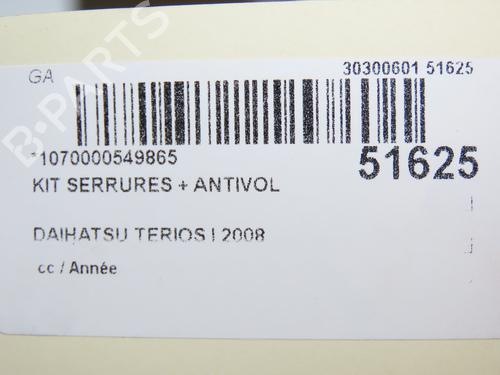 GA
30300601 51625
*1070000549865
51625
KIT SERRURES + ANTIVOL
DAIHATSU TERIOS I 2008
cc / Année
B-PARTS